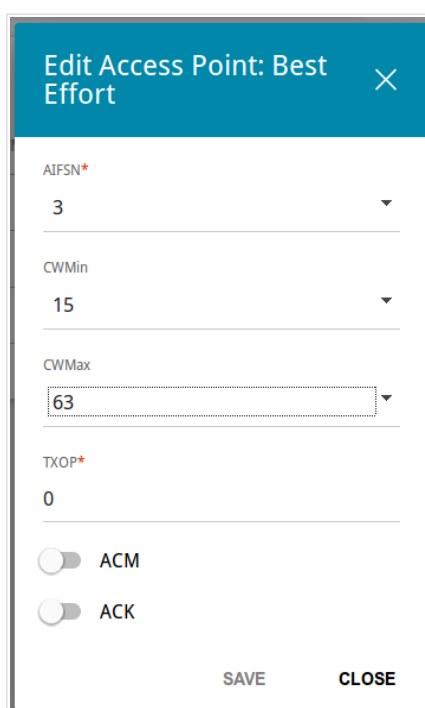 Edit Access Point: Best
Effort
AIFSN*
3
CWMin
15
CWMax
63
TXOP*
0
ACM
ACK
SAVE CLOSE